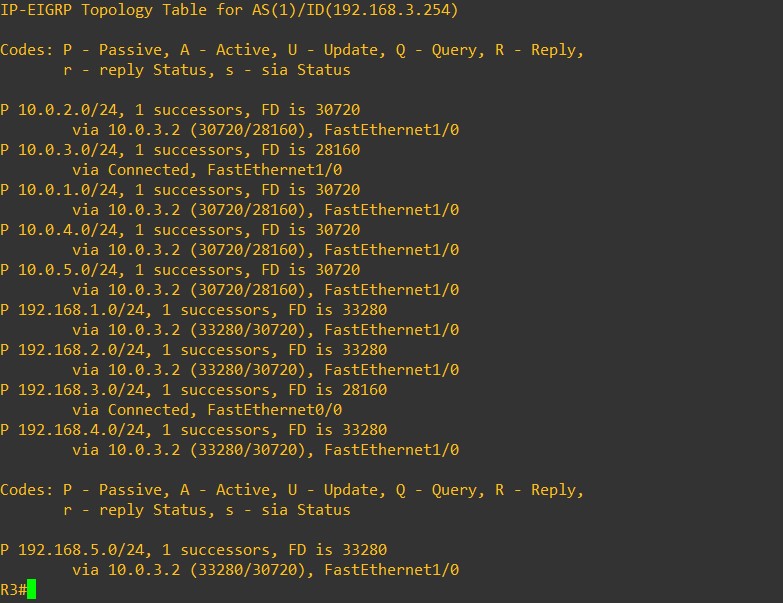 IP-EIGRP Topology Table for AS(1)/ID(192.168.3.254)
Codes: P - Passive, A - Active, U - Update, Q - Query, R - Reply,
r - reply Status, s - sia Status
P 10.0.2.0/24, 1 successors, FD is 30720
via 10.0.3.2 (30720/28160), FastEthernet1/0
P 10.0.3.0/24, 1 successors, FD is 28160
via Connected, FastEthernet1/0
P 10.0.1.0/24, 1 successors, FD is 30720
via 10.0.3.2 (30720/28160), FastEthernet1/0
P 10.0.4.0/24, 1 successors, FD is 30720
via 10.0.3.2 (30720/28160), FastEthernet1/0
P 10.0.5.0/24, 1 successors, FD is 30720
via 10.0.3.2 (30720/28160), FastEthernet1/0
P 192.168.1.0/24, 1 successors, FD is 33280
via 10.0.3.2 (33280/30720), FastEthernet1/0
P 192.168.2.0/24, 1 successors, FD is 33280
via 10.0.3.2 (33280/30720), FastEthernet1/0
P 192.168.3.0/24, 1 successors, FD is 28160
via Connected, FastEthernet0/0
P 192.168.4.0/24, 1 successors, FD is 33280
via 10.0.3.2 (33280/30720), FastEthernet1/0
Codes: P - Passive, A - Active, U - Update, Q - Query, R - Reply,
r - reply Status, s - sia Status
P 192.168.5.0/24, 1 successors, FD is 33280
via 10.0.3.2 (33280/30720), FastEthernet1/0
R3#